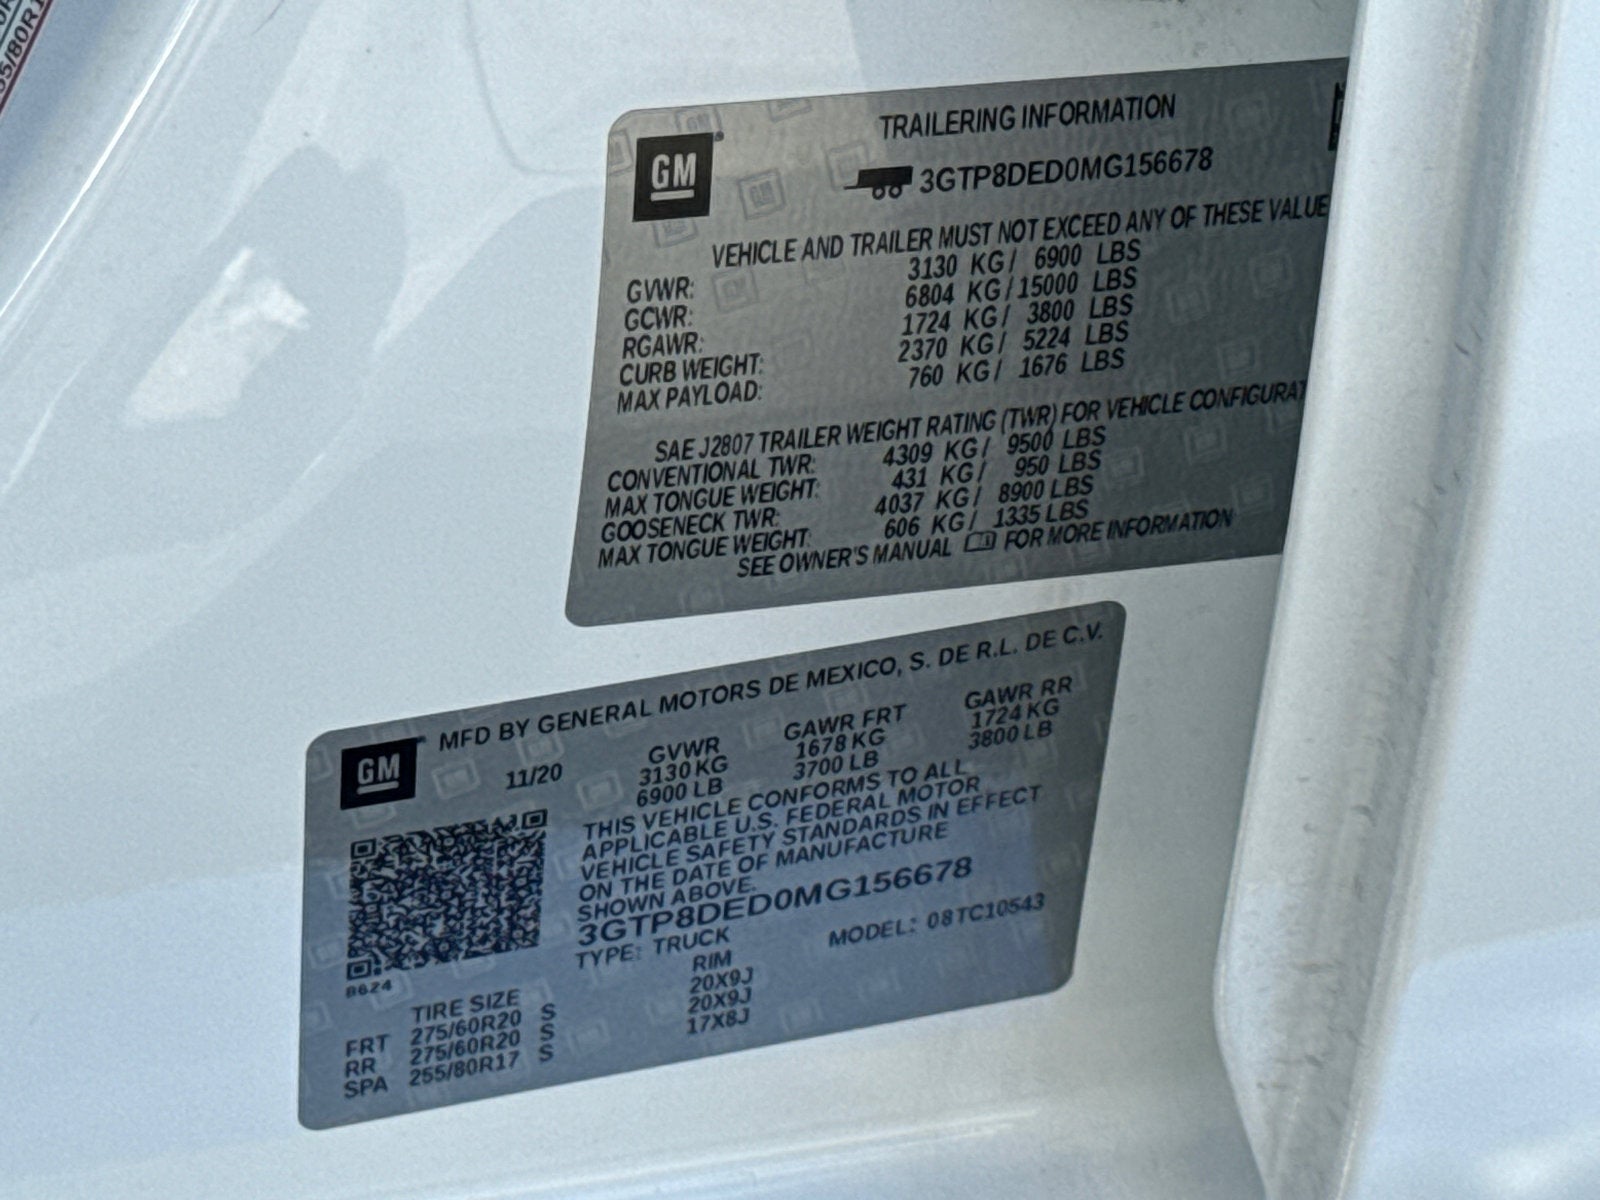 55/80R1
GM
TRAILERING INFORMATION
3GTP8DED0MG156678
VEHICLE AND TRAILER MUST NOT EXCEED ANY OF THESE VALUE
GVWR: 3130 KG/ 6900 LBS
GCWR: 6804 KG/15000 LBS
RGAWR: 1724 KG/ 3800 LBS
CURB WEIGHT: 2370 KG/ 5224 LBS
MAX PAYLOAD: 760 KG/ 1676 LBS
SAE J2807 TRAILER WEIGHT RATING (TWR) FOR VEHICLE CONFIGURAT
CONVENTIONAL TWR: 4309 KG/ 9500 LBS
MAX TONGUE WEIGHT: 431 KG/ 950 LBS
GOOSENECK TWR: 4037 KG/ 8900 LBS
MAX TONGUE WEIGHT: 606 KG/ 1335 LBS
SEE OWNER'S MANUAL FOR MORE INFORMATION
GM
MFD BY GENERAL MOTORS DE MEXICO, S. DE R.L. DE C.V.
11/20 GVWR GAWR FRT GAWR RR
3130 KG 1678 KG 1724 KG
6900 LB 3700 LB 3800 LB
THIS VEHICLE CONFORMS TO ALL
APPLICABLE U.S. FEDERAL MOTOR
VEHICLE SAFETY STANDARDS IN EFFECT
ON THE DATE OF MANUFACTURE
SHOWN ABOVE.
3GTP8DED0MG156678
TYPE: TRUCK MODEL: 08TC10543
B624
TIRE SIZE RIM
FRT 275/60R20 S 20X9J
RR 275/60R20 S 20X9J
SPA 255/80R17 S 17X8J